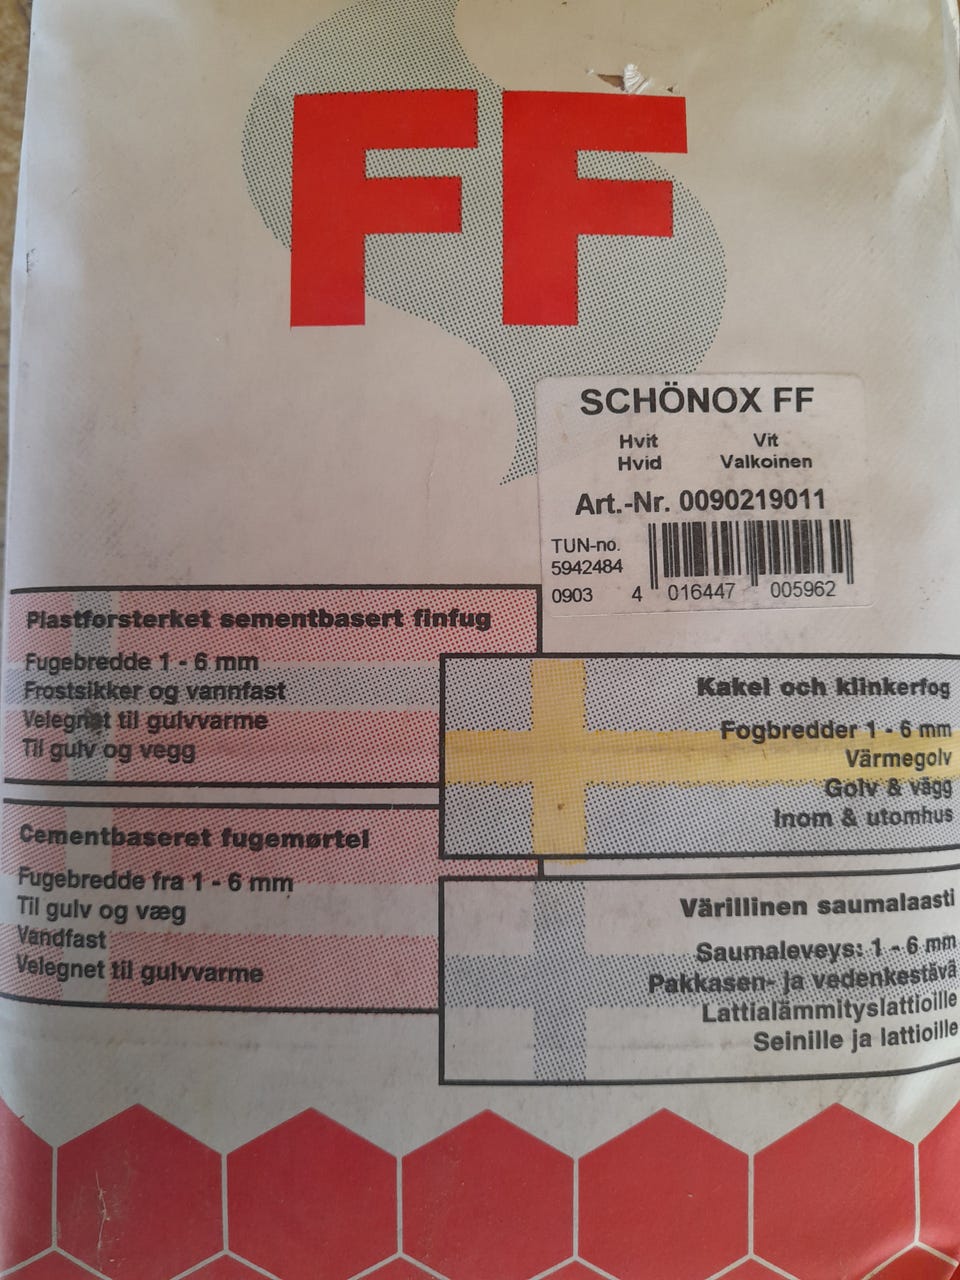 FF
SCHÖNOX FF
Hvit Vit
Hvid Valkoinen
Art.-Nr. 0090219011
TUN-no.
5942484
0903
4 016447 005962
Plastforsterket sementbasert finfug
Fugebredde 1 - 6 mm
Frostsikker og vannfast
Velegnet til gulvvarme
Til gulv og vegg
Kakel och klinkerfog
Fogbredder 1 - 6 mm
Värmegolv
Golv & vägg
Inom & utomhus
Cementbaseret fugemørtel
Fugebredde fra 1 - 6 mm
Til gulv og væg
Vandfast
Velegnet til gulvvarme
Värillinen saumalaasti
Saumaleveys: 1 - 6 mm
Pakkasen- ja vedenkestävä
Lattialämmityslattioille
Seinille ja lattioille